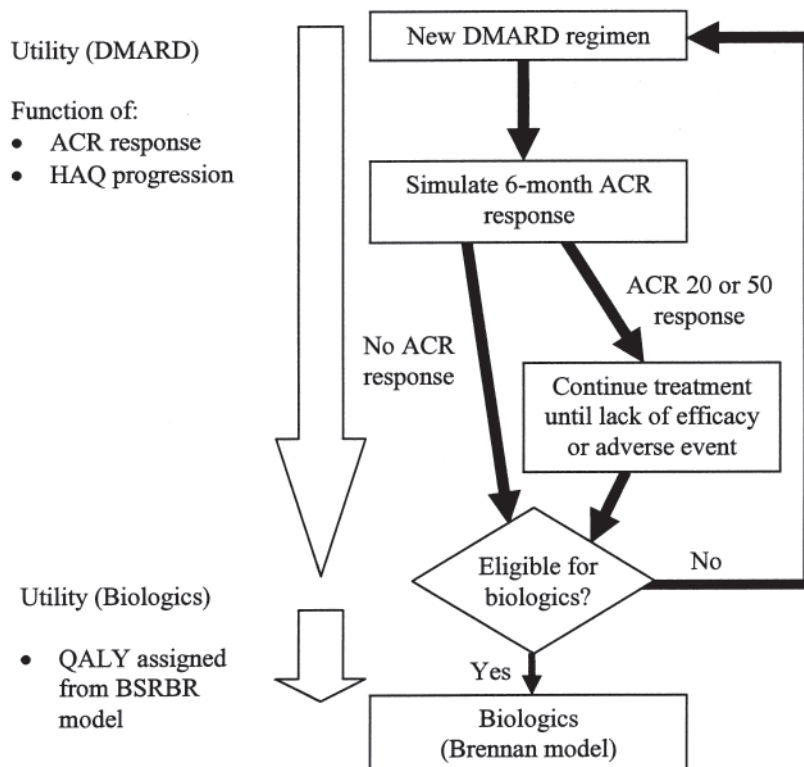 New DMARD regimen
Utility (DMARD)
Function of:
• ACR response
• HAQ progression
Simulate 6-month ACR
response
ACR 20 or 50
response
No ACR
response
Continue treatment
until lack of efficacy
or adverse event
Eligible for
biologics?
No
Utility (Biologics)
• QALY assigned
from BSRBR
model
Yes
Biologics
(Brennan model)